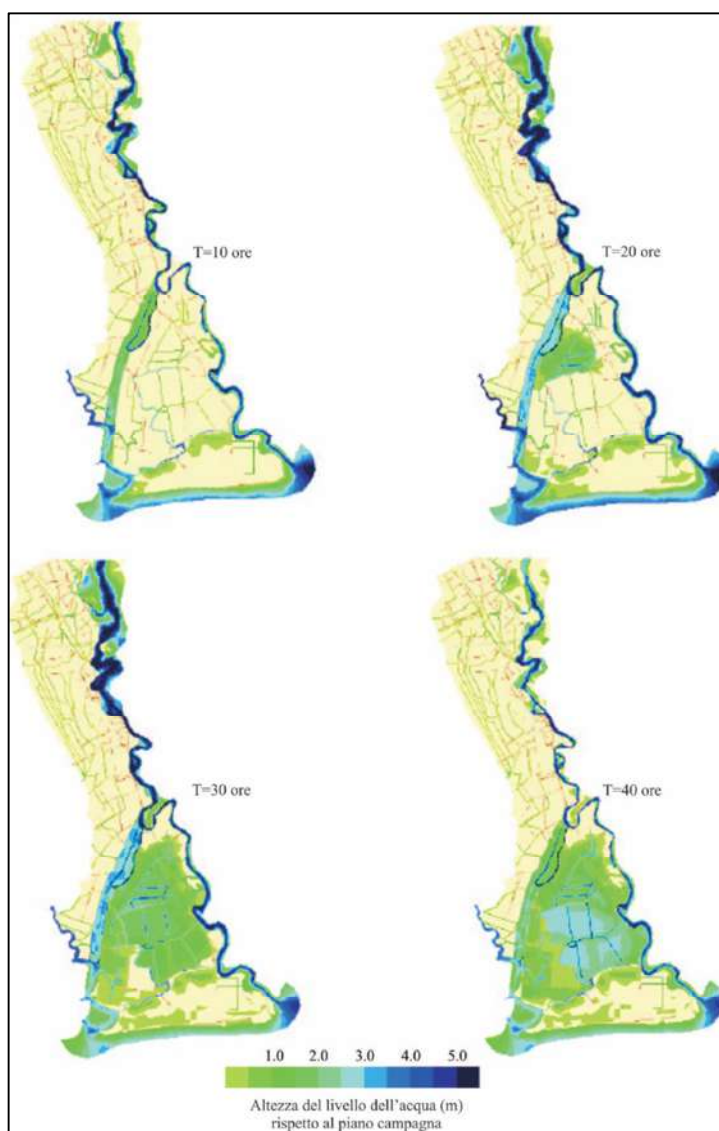 T=10 ore
T=20 ore
T=30 ore
T=40 ore
1.0 2.0 3.0 4.0 5.0
Altezza del livello dell'acqua (m)
rispetto al piano campagna